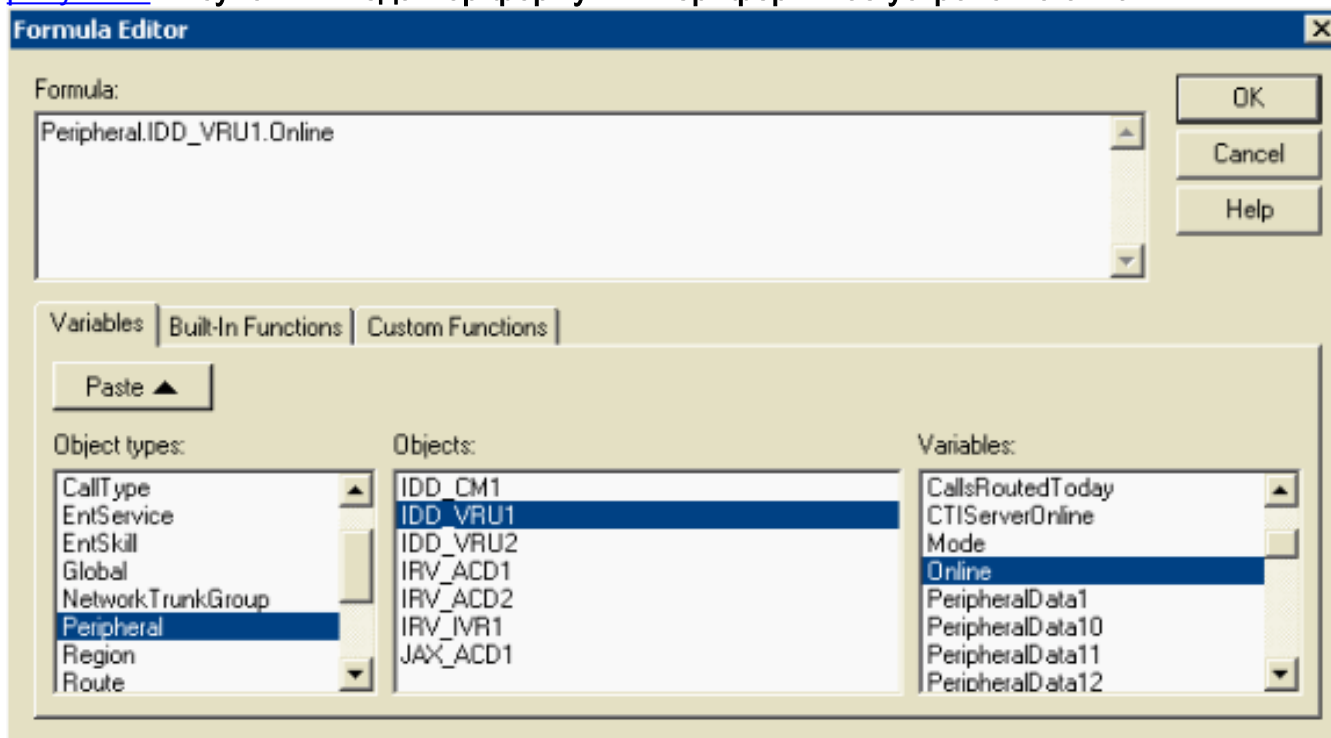 Formula Editor
Formula:
Peripheral.IDD_VRU1.Online
OK
Cancel
Help
Variables
Built-In Functions
Custom Functions
Paste
Object types:
CallType
EntService
EntSkill
Global
NetworkTrunkGroup
Peripheral
Region
Route
Objects:
IDD_CM1
IDD_VRU1
IDD_VRU2
IRV_ACD1
IRV_ACD2
IRV_IVR1
JAX_ACD1
Variables:
CallsRoutedToday
CTIServerOnline
Mode
Online
PeripheralData1
PeripheralData10
PeripheralData11
PeripheralData12